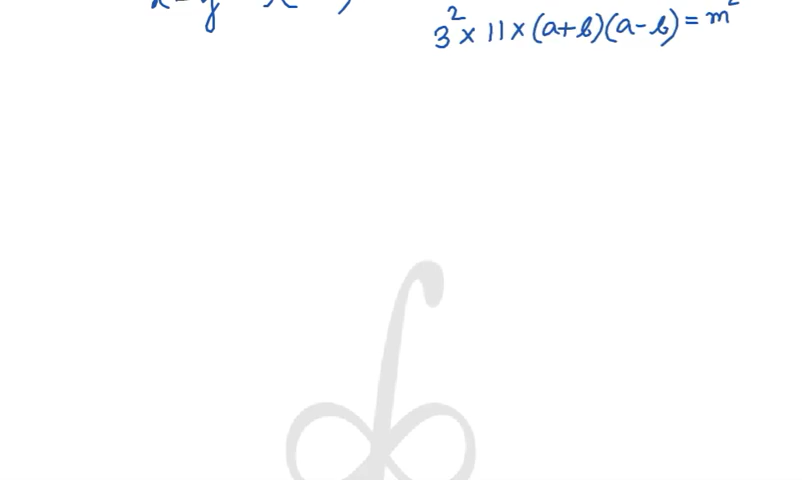 3² × 11 × (a+b)(a-b) = m²